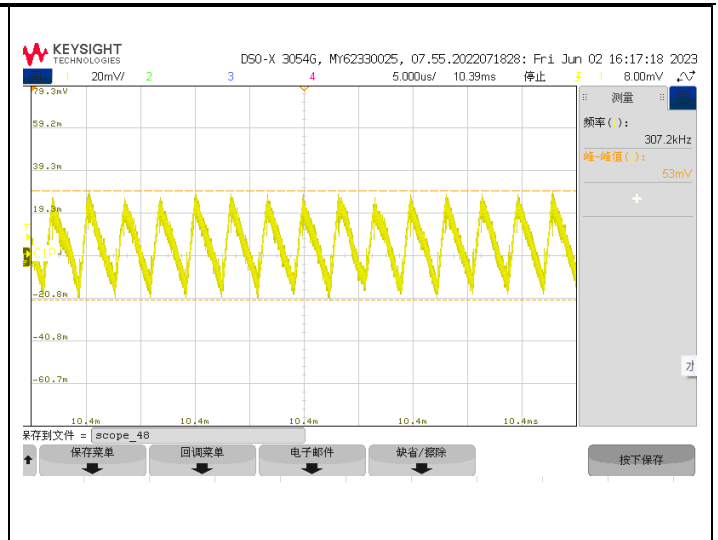 KEYSIGHT
TECHNOLOGIES
DSO-X 3054G, MY62330025, 07.55.2022071828: Fri Jun 02 16:17:18 2023
1 20mV/ 2 3 4 5.000us/ 10.39ms 停止 1 8.00mV
79.3mV
59.2m
39.3m
19.3m
-20.8m
-40.8m
-60.7m
10.4m 10.4m 10.4m 10.4m 10.4ms
测量
频率( ):
307.2kHz
峰-峰值( ):
53mV
保存到文件 = scope_48
保存菜单 回调菜单 电子邮件 缺省/擦除 按下保存